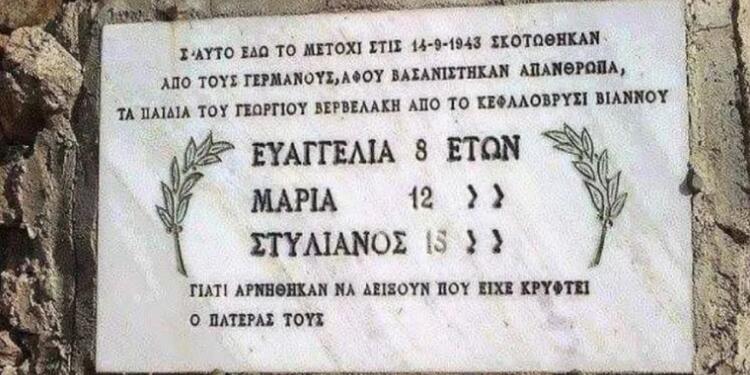 Σ'ΑΥΤΟ ΕΔΩ ΤΟ ΜΕΤΟΧΙ ΣΤΙΣ 14-9-1943 ΣΚΟΤΩΘΗΚΑΝ
ΑΠΟ ΤΟΥΣ ΓΕΡΜΑΝΟΥΣ,ΑΦΟΥ ΒΑΣΑΝΙΣΤΗΚΑΝ ΑΠΑΝΘΡΩΠΑ,
ΤΑ ΠΑΙΔΙΑ ΤΟΥ ΓΕΩΡΓΙΟΥ ΒΕΡΒΕΛΑΚΗ ΑΠΟ ΤΟ ΚΕΦΑΛΟΒΡΥΣΙ ΒΙΑΝΝΟΥ
ΕΥΑΓΓΕΛΙΑ 8 ΕΤΩΝ
ΜΑΡΙΑ 12 》》
ΣΤΥΛΙΑΝΟΣ 15 》》
ΓΙΑΤΙ ΑΡΝΗΘΗΚΑΝ ΝΑ ΔΕΙΞΟΥΝ ΠΟΥ ΕΙΧΕ ΚΡΥΦΤΕΙ
Ο ΠΑΤΕΡΑΣ ΤΟΥΣ